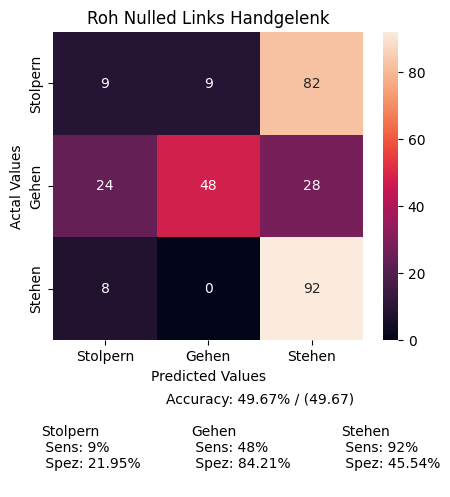 Roh Nulled Links Handgelenk
Actal Values
Stolpern 9 9 82
Gehen 24 48 28
Stehen 8 0 92
80
60
40
20
0
Stolpern Gehen Stehen
Predicted Values
Accuracy: 49.67% / (49.67)
Stolpern Gehen Stehen
Sens: 9% Sens: 48% Sens: 92%
Spez: 21.95% Spez: 84.21% Spez: 45.54%